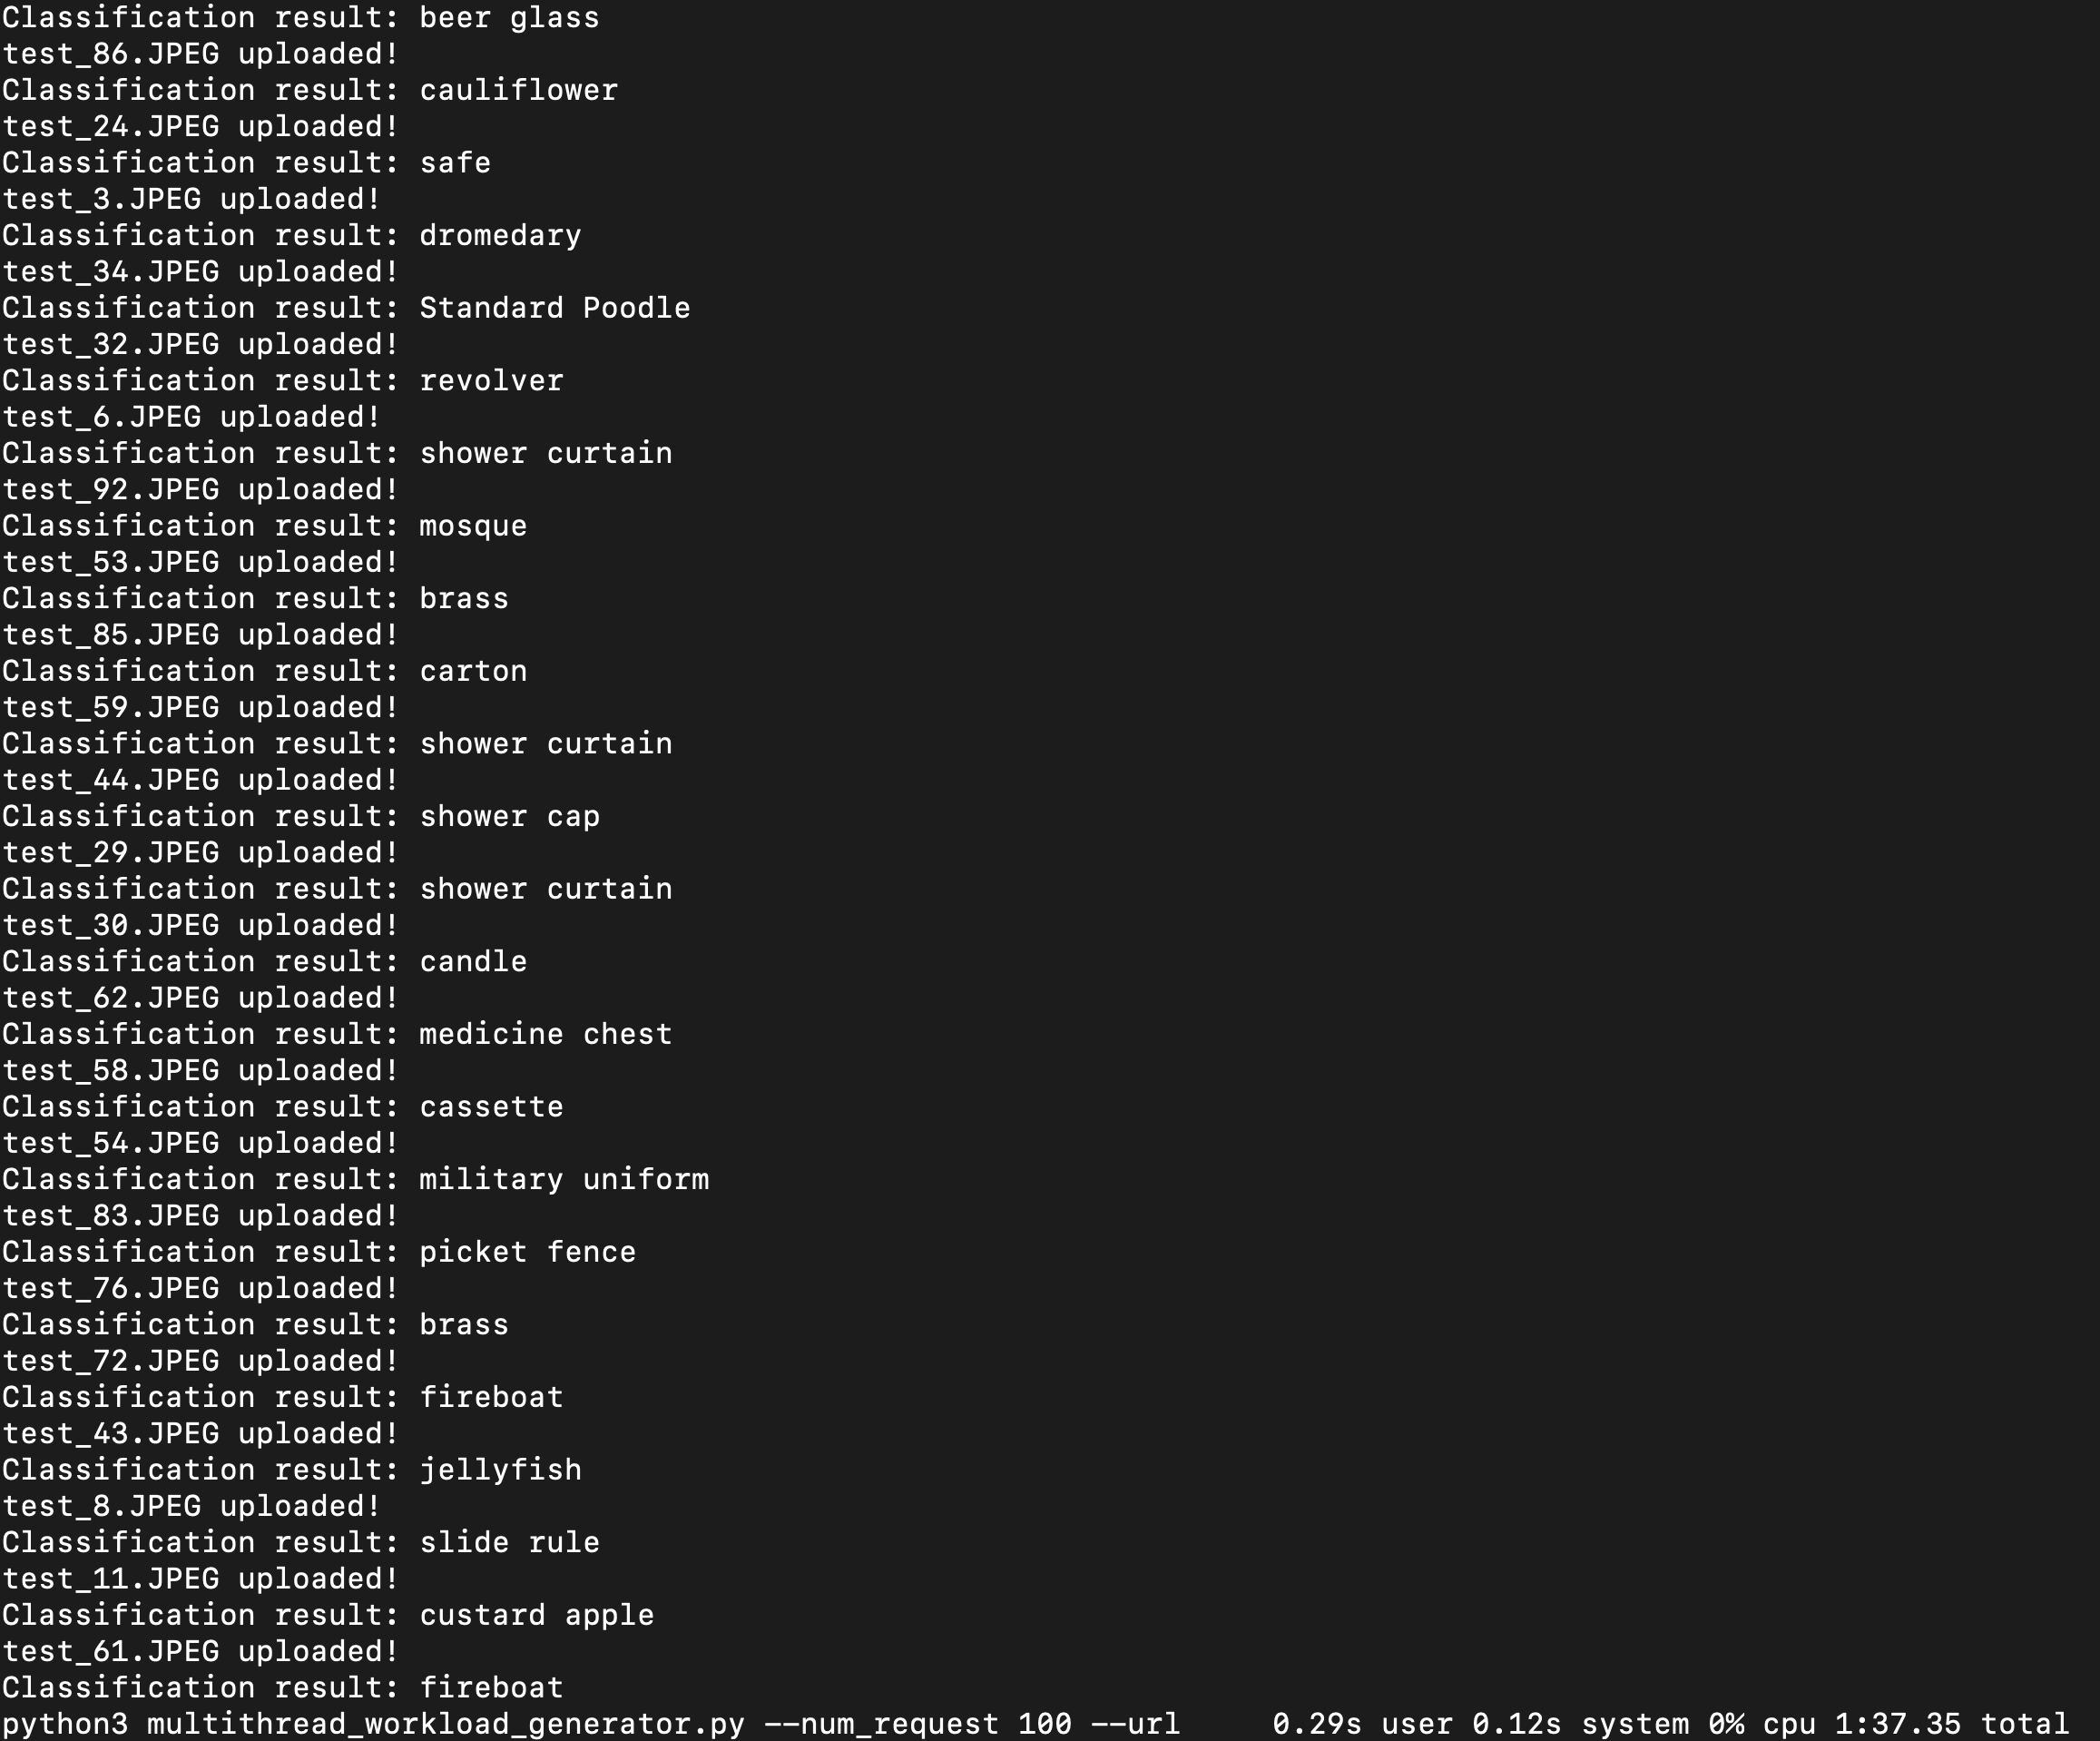 Classification result: beer glass
test_86.JPEG uploaded!
Classification result: cauliflower
test_24.JPEG uploaded!
Classification result: safe
test_3.JPEG uploaded!
Classification result: dromedary
test_34.JPEG uploaded!
Classification result: Standard Poodle
test_32.JPEG uploaded!
Classification result: revolver
test_6.JPEG uploaded!
Classification result: shower curtain
test_92.JPEG uploaded!
Classification result: mosque
test_53.JPEG uploaded!
Classification result: brass
test_85.JPEG uploaded!
Classification result: carton
test_59.JPEG uploaded!
Classification result: shower curtain
test_44.JPEG uploaded!
Classification result: shower cap
test_29.JPEG uploaded!
Classification result: shower curtain
test_30.JPEG uploaded!
Classification result: candle
test_62.JPEG uploaded!
Classification result: medicine chest
test_58.JPEG uploaded!
Classification result: cassette
test_54.JPEG uploaded!
Classification result: military uniform
test_83.JPEG uploaded!
Classification result: picket fence
test_76.JPEG uploaded!
Classification result: brass
test_72.JPEG uploaded!
Classification result: fireboat
test_43.JPEG uploaded!
Classification result: jellyfish
test_8.JPEG uploaded!
Classification result: slide rule
test_11.JPEG uploaded!
Classification result: custard apple
test_61.JPEG uploaded!
Classification result: fireboat
python3 multithread_workload_generator.py --num_request 100 --url     0.29s user 0.12s system 0% cpu 1:37.35 total